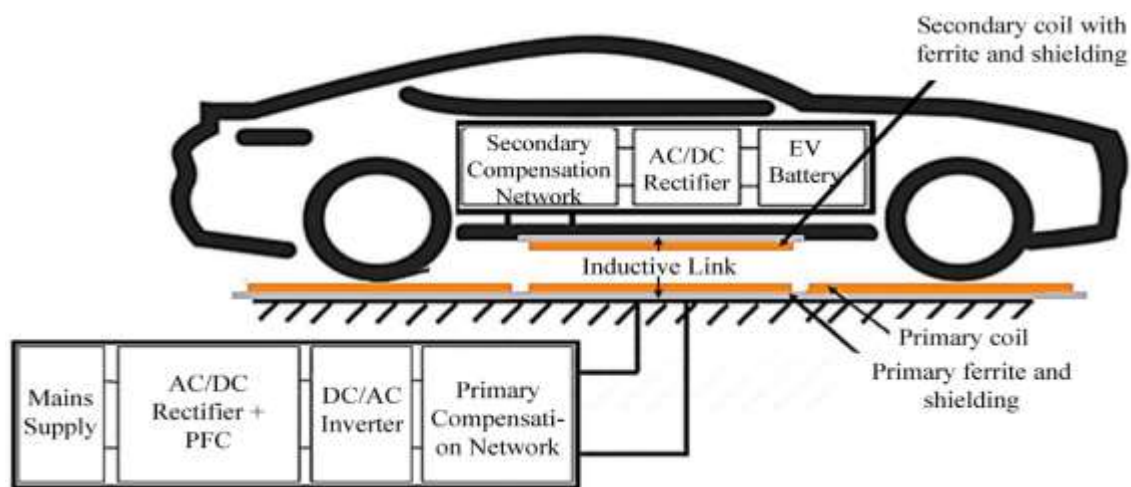 Secondary coil with
ferrite and shielding
Secondary
Compensation
Network
AC/DC
Rectifier
EV
Battery
Inductive Link
Primary coil
Primary ferrite and
shielding
Mains
Supply
AC/DC
Rectifier +
PFC
DC/AC
Inverter
Primary
Compensati-
on Network